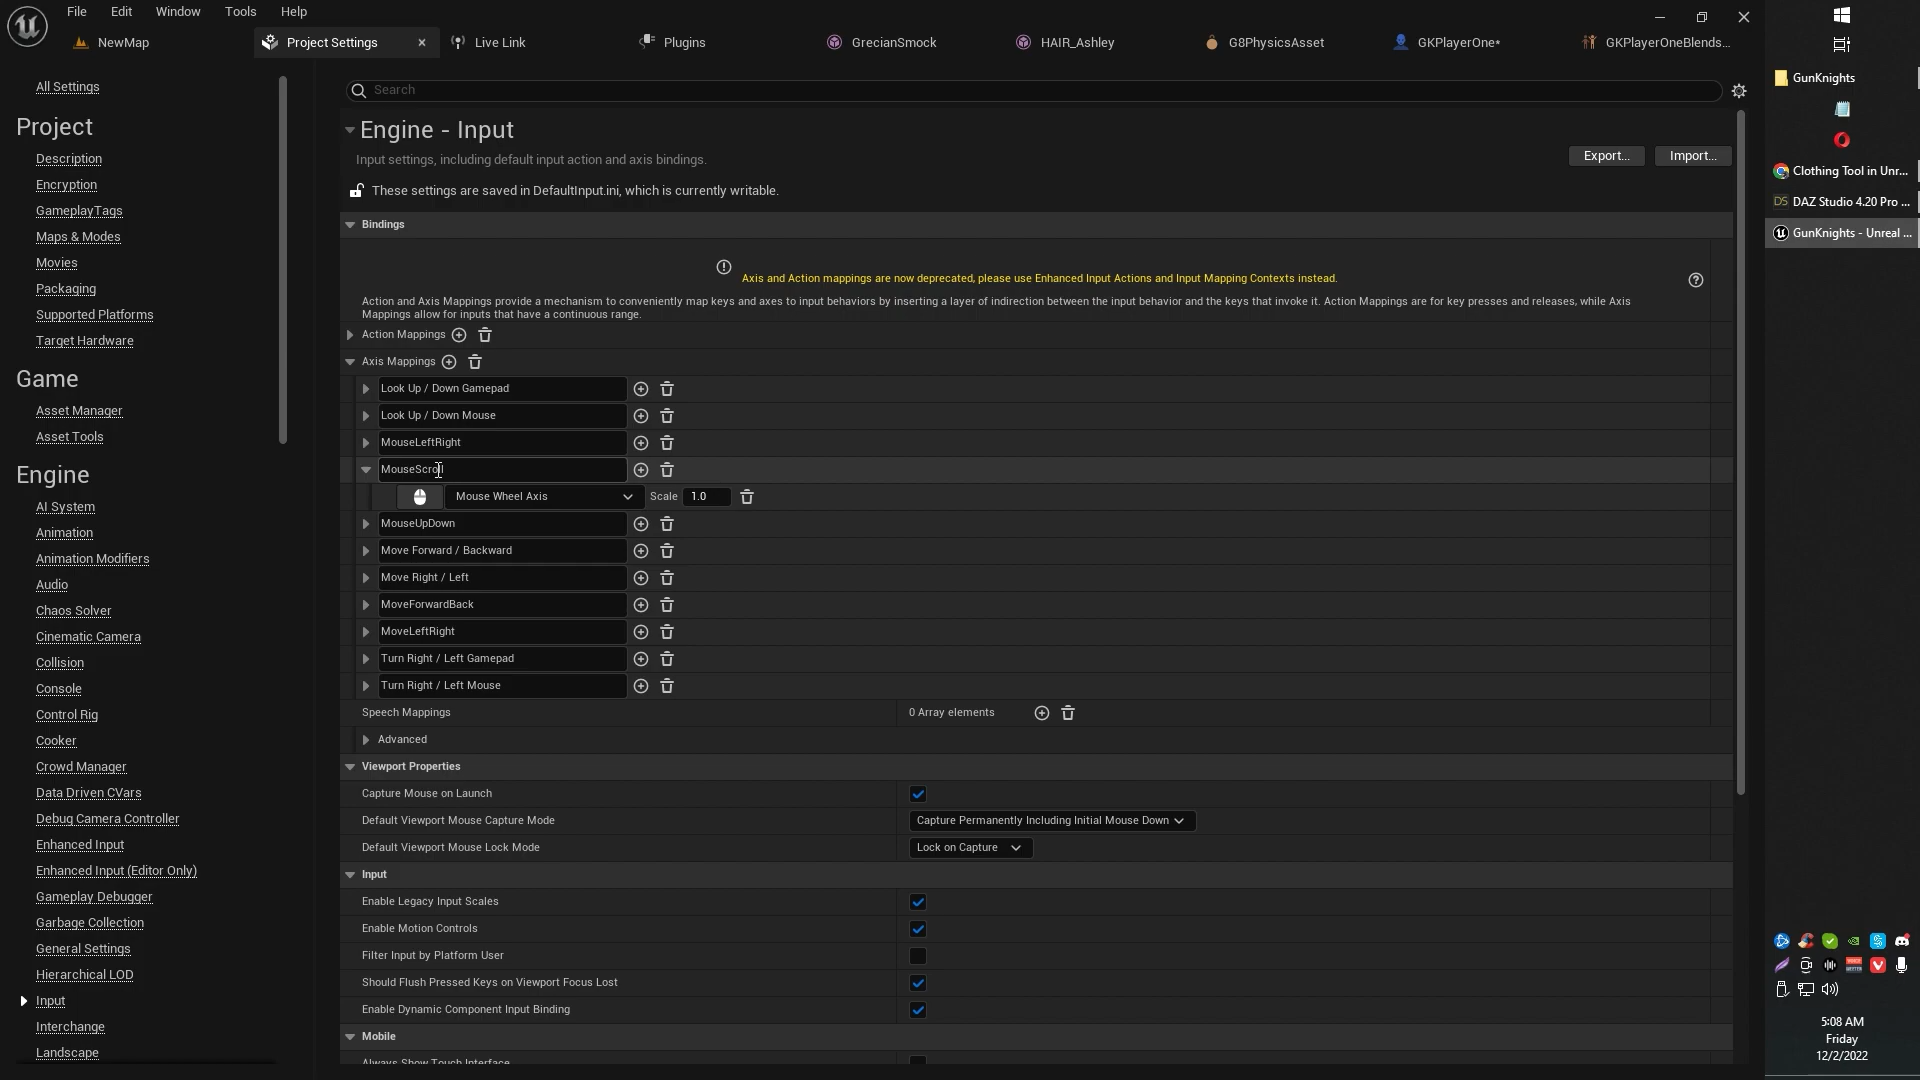 File Edit Window Tools Help
NewMap
Project Settings
Live Link
Plugins
GrecianSmock
HAIR_Ashley
G8PhysicsAsset
GKPlayerOne*
GKPlayerOneBlends...
All Settings
Project
Description
Encryption
GameplayTags
Maps & Modes
Movies
Packaging
Supported Platforms
Target Hardware
Game
Asset Manager
Asset Tools
Engine
AI System
Animation
Animation Modifiers
Audio
Chaos Solver
Cinematic Camera
Collision
Console
Control Rig
Cooker
Crowd Manager
Data Driven CVars
Debug Camera Controller
Enhanced Input
Enhanced Input (Editor Only)
Gameplay Debugger
Garbage Collection
General Settings
Hierarchical LOD
Input
Interchange
Landscape
Search
Engine - Input
Input settings, including default input action and axis bindings.
Export...
Import...
These settings are saved in DefaultInput.ini, which is currently writable.
Bindings
Axis and Action mappings are now deprecated, please use Enhanced Input Actions and Input Mapping Contexts instead.
Action and Axis Mappings provide a mechanism to conveniently map keys and axes to input behaviors by inserting a layer of indirection between the input behavior and the keys that invoke it. Action Mappings are for key presses and releases, while Axis
Mappings allow for inputs that have a continuous range.
Action Mappings
Axis Mappings
Look Up / Down Gamepad
Look Up / Down Mouse
MouseLeftRight
MouseScroll
Mouse Wheel Axis Scale 1.0
MouseUpDown
Move Forward / Backward
Move Right / Left
MoveForwardBack
MoveLeftRight
Turn Right / Left Gamepad
Turn Right / Left Mouse
Speech Mappings 0 Array elements
Advanced
Viewport Properties
Capture Mouse on Launch
Default Viewport Mouse Capture Mode Capture Permanently Including Initial Mouse Down
Default Viewport Mouse Lock Mode Lock on Capture
Input
Enable Legacy Input Scales
Enable Motion Controls
Filter Input by Platform User
Should Flush Pressed Keys on Viewport Focus Lost
Enable Dynamic Component Input Binding
Mobile
Always Show Touch Interface
GunKnights
Clothing Tool in Unr...
DS DAZ Studio 4.20 Pro ...
GunKnights - Unreal ...
5:08 AM
Friday
12/2/2022